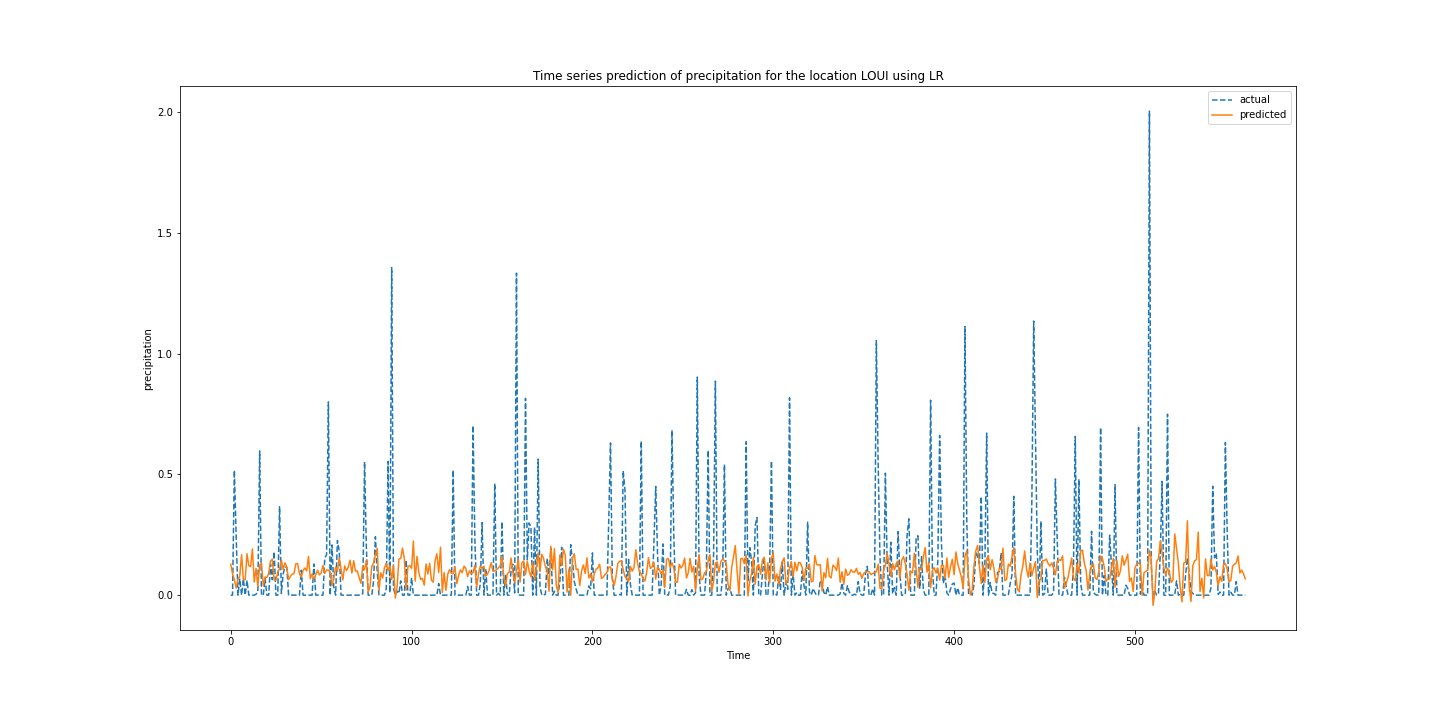 Time series prediction of precipitation for the location LOUI using LR
actual
predicted
2.0
1.5
1.0
0.5
0.0
precipitation
0 100 200 300 400 500
Time